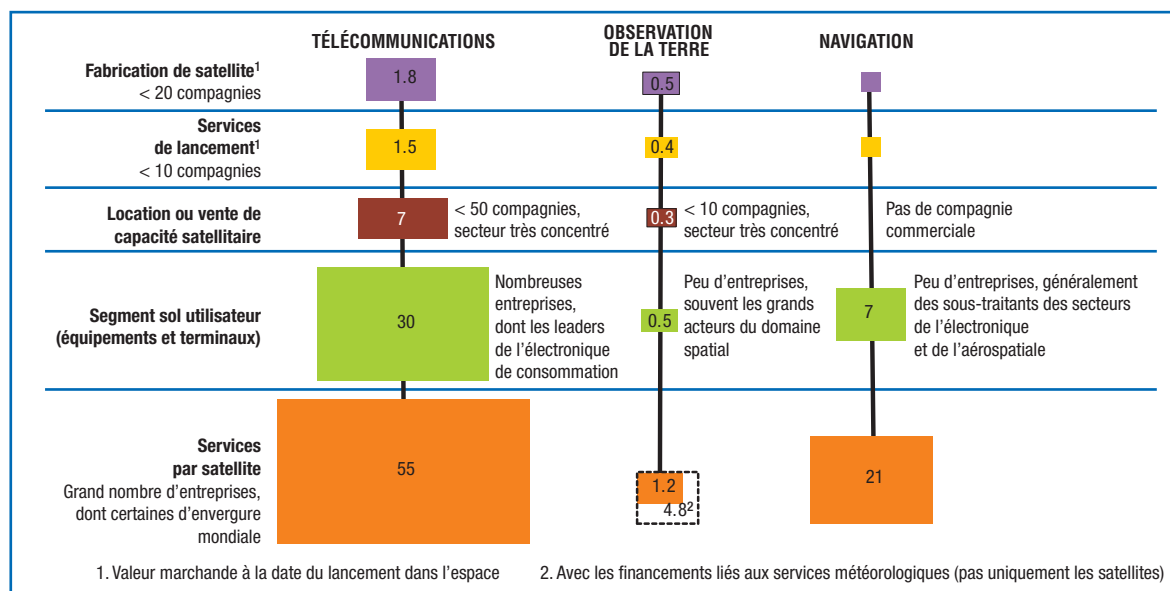 TÉLÉCOMMUNICATIONS
OBSERVATION
DE LA TERRE
NAVIGATION
Fabrication de satellite¹
< 20 compagnies
1.8
0.5
Services
de lancement¹
< 10 compagnies
1.5
0.4
Location ou vente de
capacité satellitaire
7
< 50 compagnies,
secteur très concentré
0.3
< 10 compagnies,
secteur très concentré
Pas de compagnie
commerciale
Segment sol utilisateur
(équipements et terminaux)
30
Nombreuses
entreprises,
dont les leaders
de l’électronique
de consommation
0.5
Peu d’entreprises,
souvent les grands
acteurs du domaine
spatial
7
Peu d’entreprises, généralement
des sous-traitants des secteurs
de l’électronique
et de l’aérospatiale
Services
par satellite
Grand nombre d’entreprises,
dont certaines d’envergure
mondiale
55
1.2
4.8²
21
1. Valeur marchande à la date du lancement dans l’espace
2. Avec les financements liés aux services météorologiques (pas uniquement les satellites)